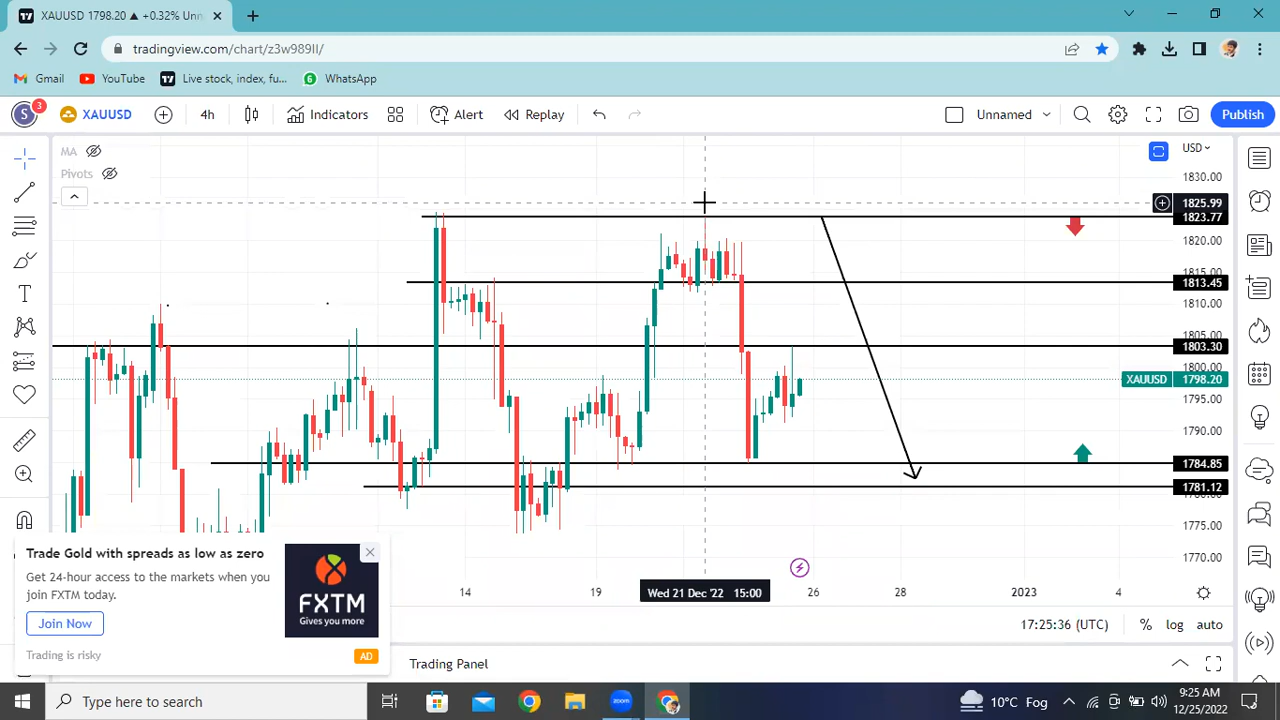 XAUUSD 1798.20 ▲ +0.32% Unn
tradingview.com/chart/z3w989II/
Gmail
YouTube
Live stock, index, fu...
6
WhatsApp
S
3
XAUUSD
4h
Indicators
Alert
Replay
Unnamed
Publish
MA
Pivots
USD
1830.00
1825.99
1823.77
1820.00
1815.00
1813.45
1810.00
1805.00
1803.30
1800.00
XAUUSD 1798.20
1795.00
1790.00
1784.85
1781.12
1775.00
1770.00
Trade Gold with spreads as low as zero
Get 24-hour access to the markets when you
join FXTM today.
Join Now
Trading is risky
FXTM
Gives you more
AD
14
19
Wed 21 Dec '22 15:00
26
28
2023
4
17:25:36 (UTC)
%
log
auto
Trading Panel
Type here to search
zoom
10°C Fog
9:25 AM
12/25/2022